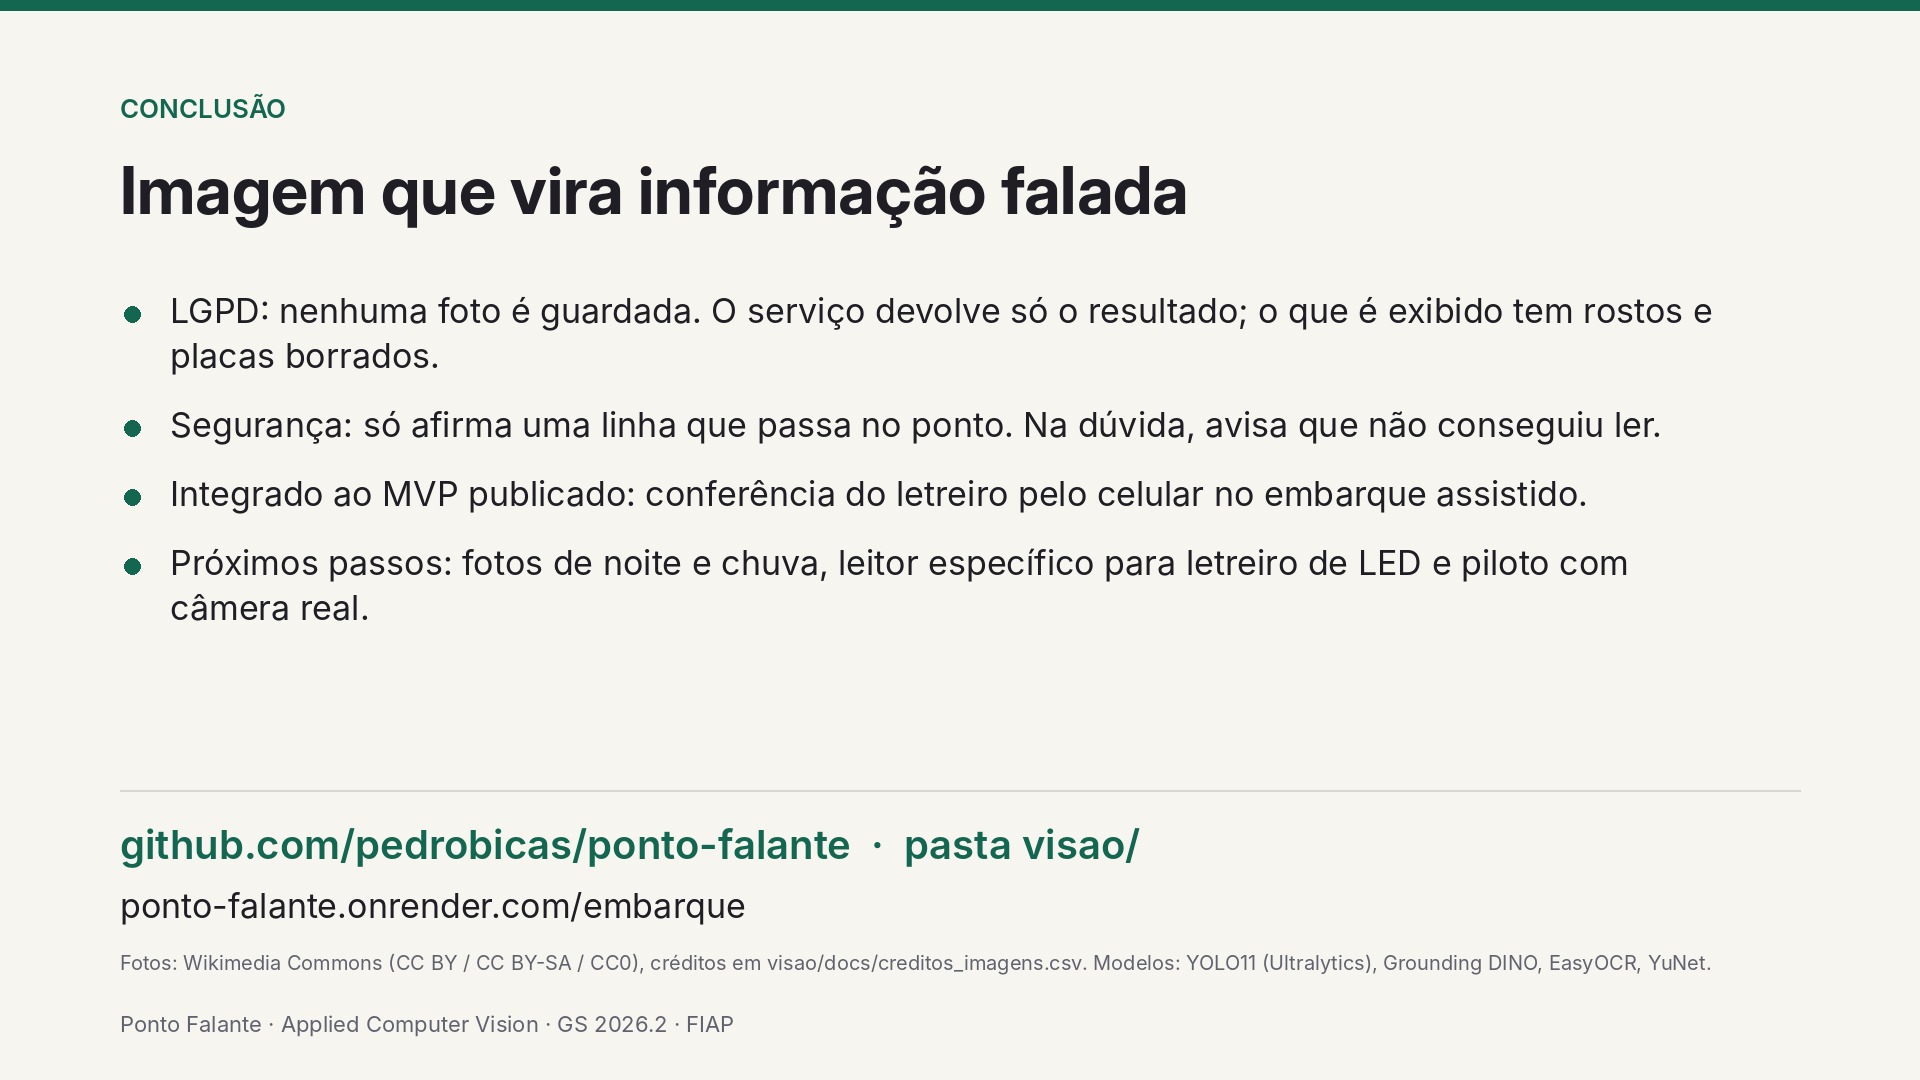 CONCLUSÃO
Imagem que vira informação falada
LGPD: nenhuma foto é guardada. O serviço devolve só o resultado; o que é exibido tem rostos e
placas borrados.
Segurança: só afirma uma linha que passa no ponto. Na dúvida, avisa que não conseguiu ler.
Integrado ao MVP publicado: conferência do letreiro pelo celular no embarque assistido.
Próximos passos: fotos de noite e chuva, leitor específico para letreiro de LED e piloto com
câmera real.
github.com/pedrobicas/ponto-falante · pasta visao/
ponto-falante.onrender.com/embarque
Fotos: Wikimedia Commons (CC BY / CC BY-SA / CC0), créditos em visao/docs/creditos_imagens.csv. Modelos: YOLO11 (Ultralytics), Grounding DINO, EasyOCR, YuNet.
Ponto Falante · Applied Computer Vision · GS 2026.2 · FIAP